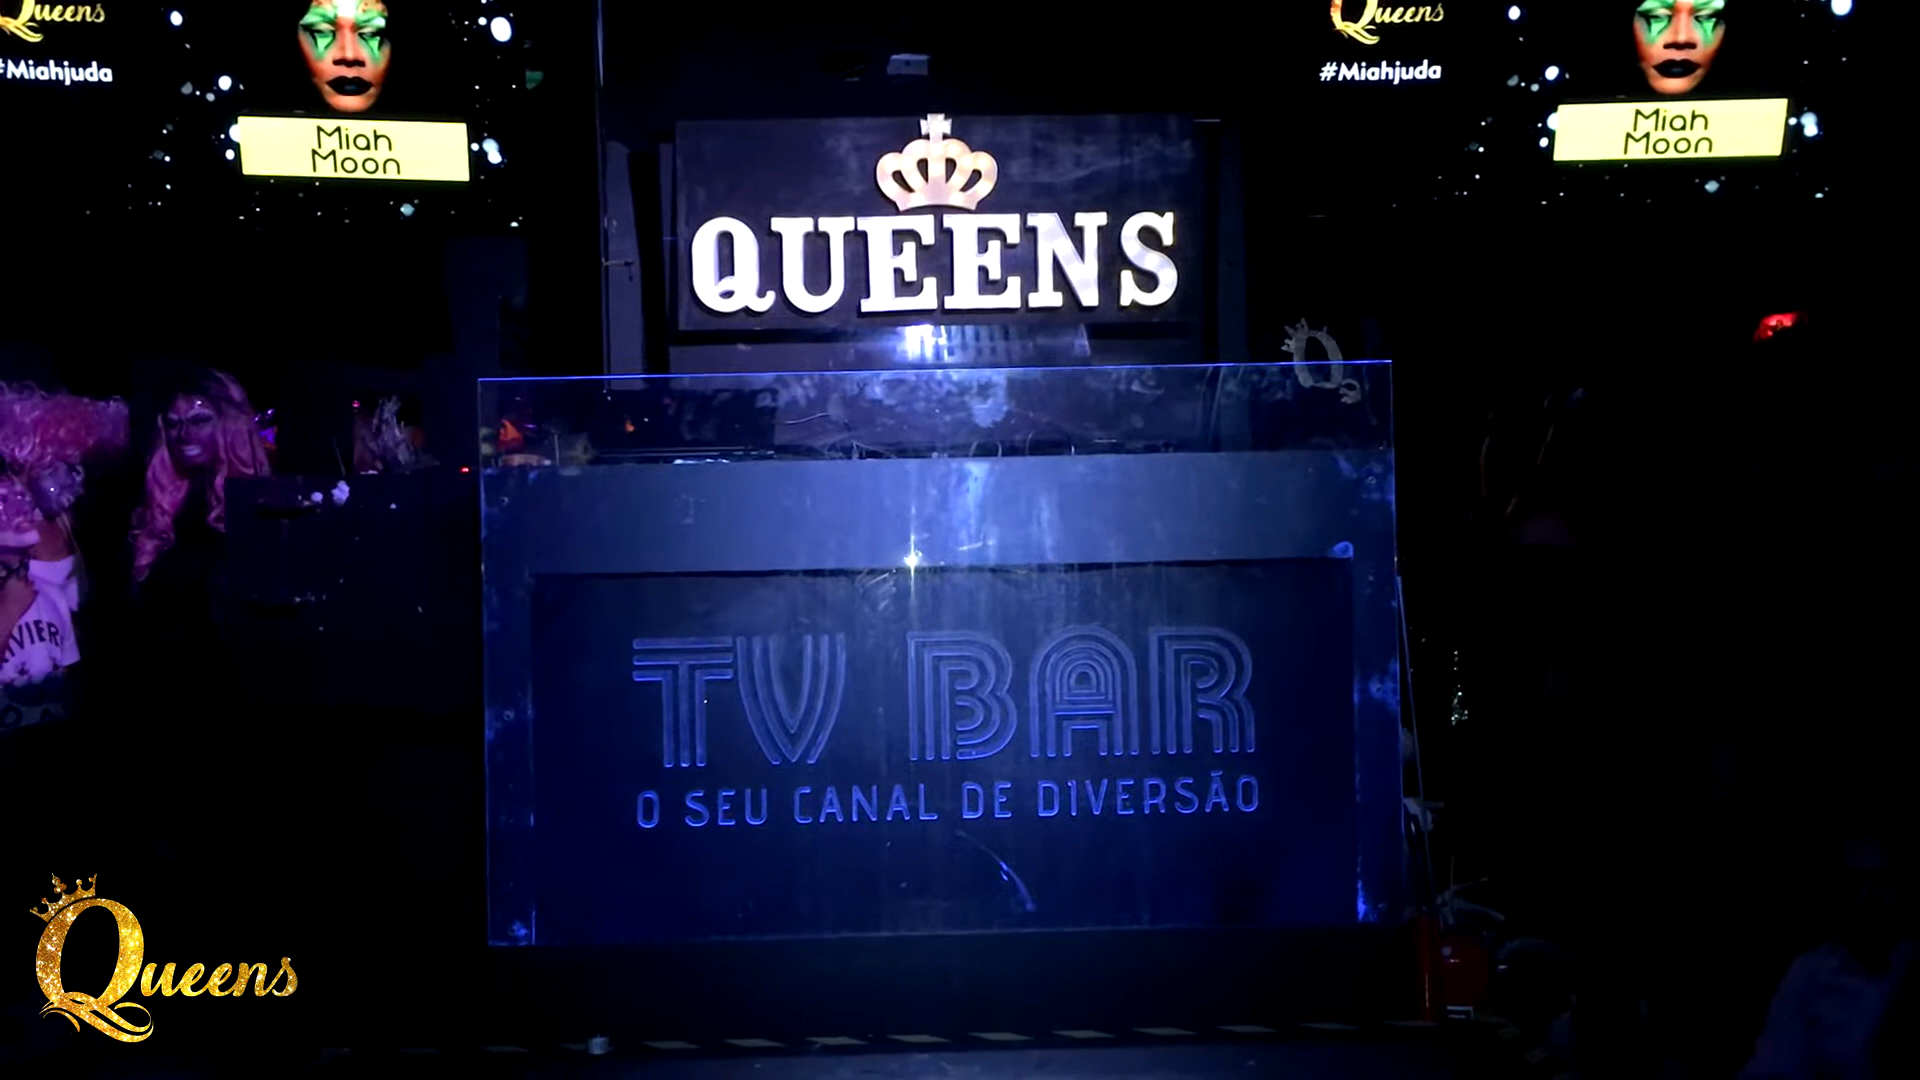 Queens
#Miahjuda
Miah
Moon
Queens
#Miahjuda
Miah
Moon
QUEENS
TV BAR
O SEU CANAL DE DIVERSÃO
Queens